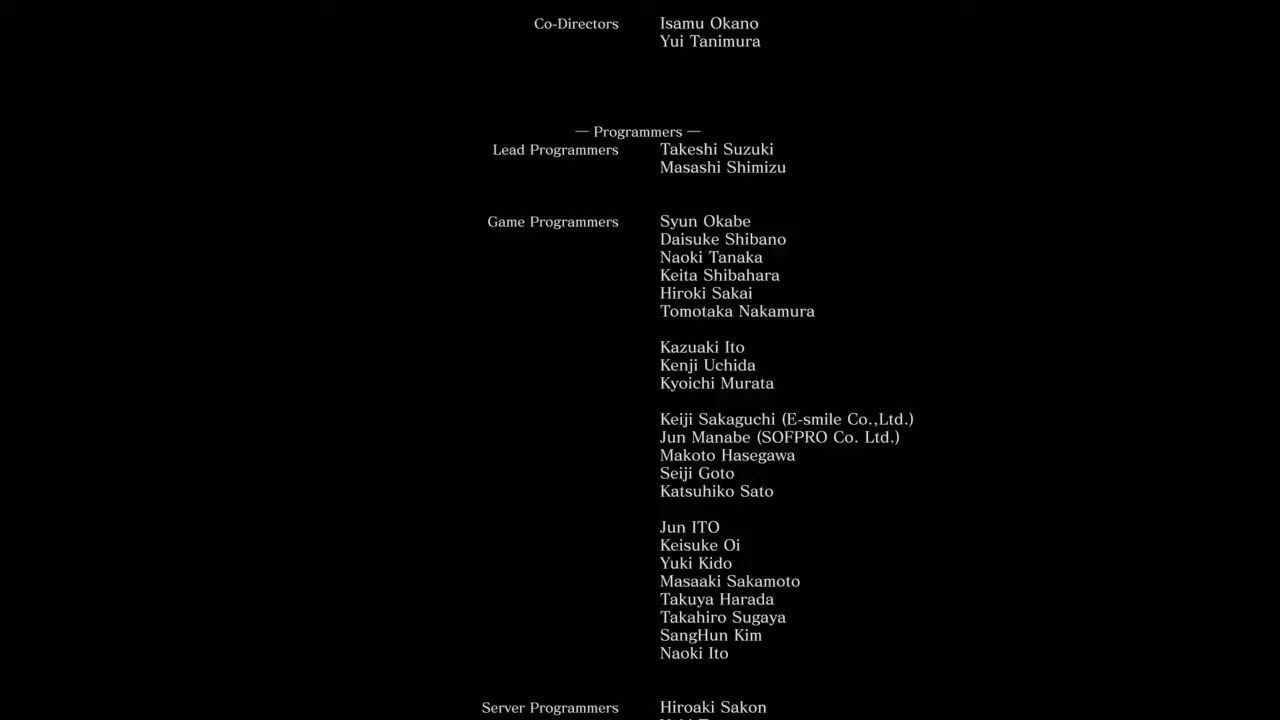 Co-Directors Isamu Okano
Yui Tanimura
— Programmers —
Lead Programmers Takeshi Suzuki
Masashi Shimizu
Game Programmers Syun Okabe
Daisuke Shibano
Naoki Tanaka
Keita Shibahara
Hiroki Sakai
Tomotaka Nakamura
Kazuaki Ito
Kenji Uchida
Kyoichi Murata
Keiji Sakaguchi (E-smile Co.,Ltd.)
Jun Manabe (SOFPRO Co. Ltd.)
Makoto Hasegawa
Seiji Goto
Katsuhiko Sato
Jun ITO
Keisuke Oi
Yuki Kido
Masaaki Sakamoto
Takuya Harada
Takahiro Sugaya
SangHun Kim
Naoki Ito
Server Programmers Hiroaki Sakon